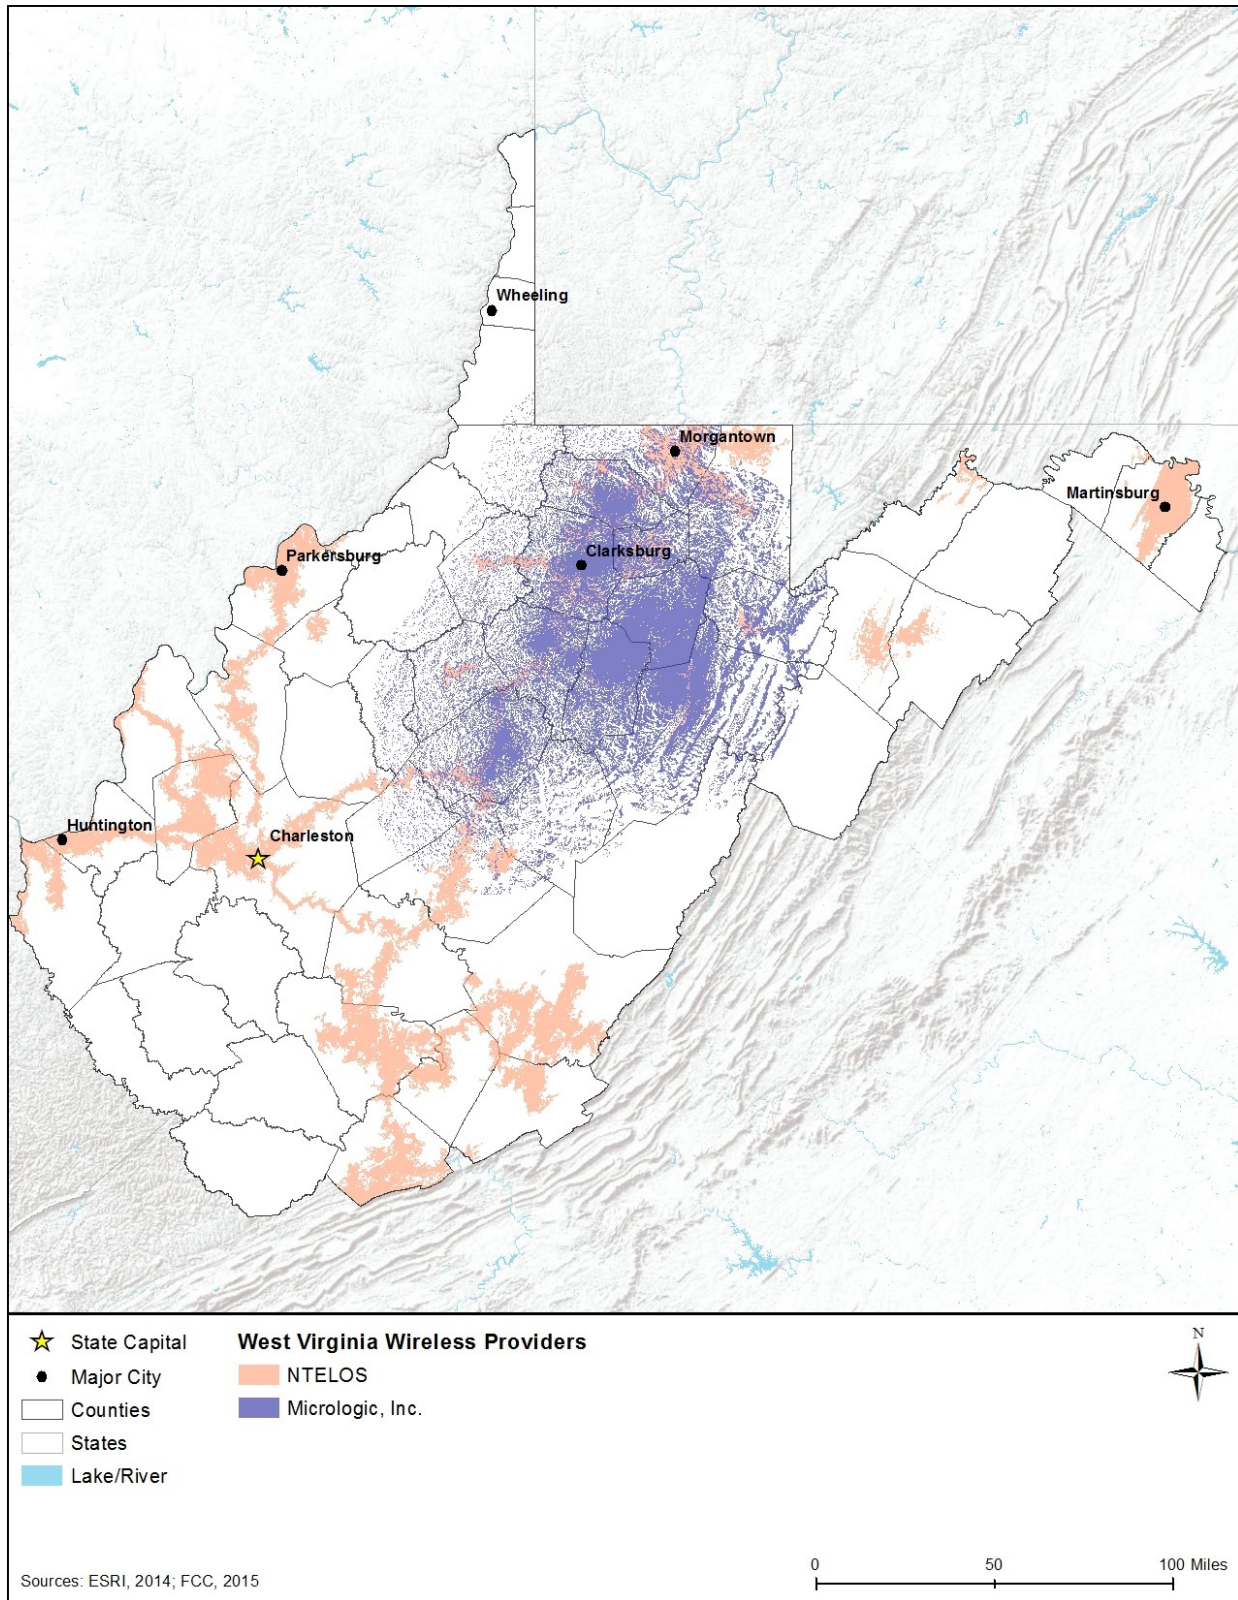 Wheeling
Morgantown
Martinsburg
Clarksburg
Parkersburg
Huntington
Charleston
State Capital
West Virginia Wireless Providers
N
Major City
NTELOS
Counties
Micrologic, Inc.
States
Lake/River
0 50 100 Miles
Sources: ESRI, 2014; FCC, 2015